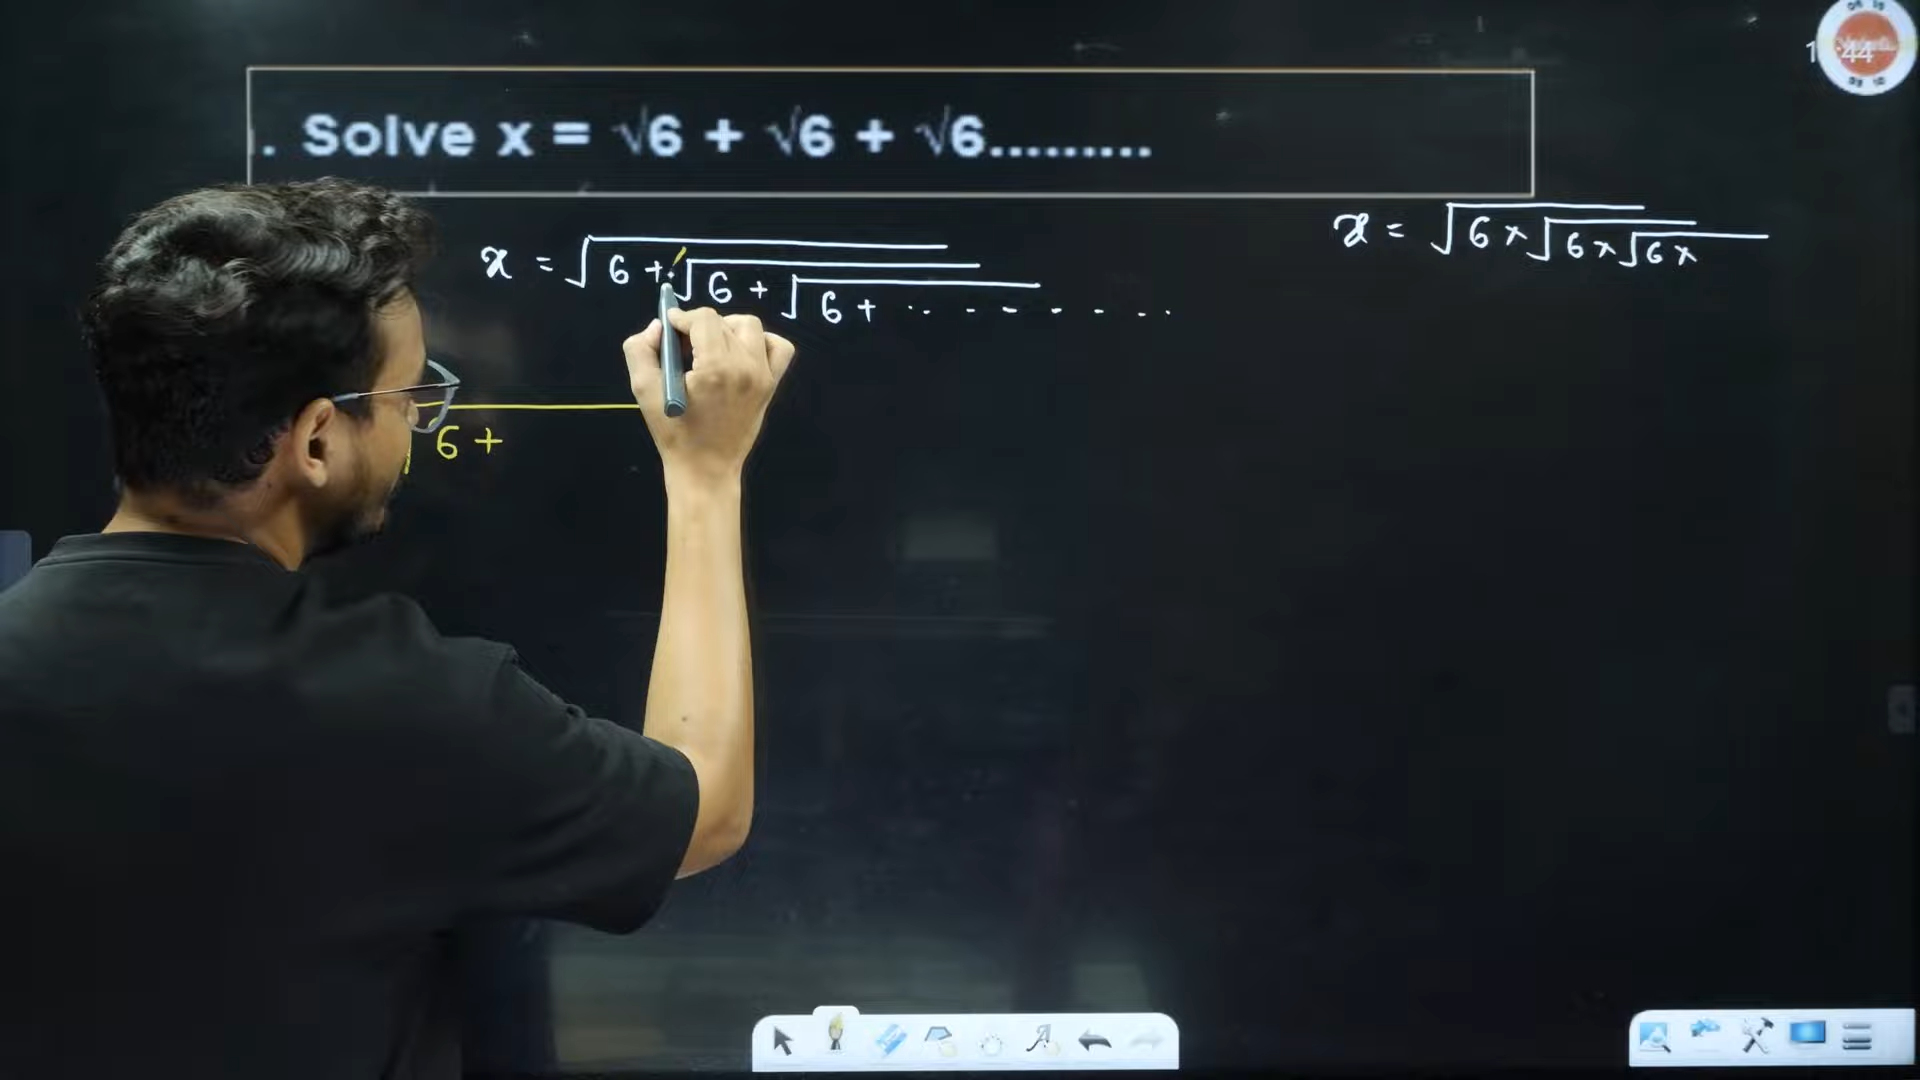 . Solve x = √6 + √6 + √6.........
x = √6 + √6 + √6 + . . - - - - - . .
x = √6 × √6 × √6 ×
6 +